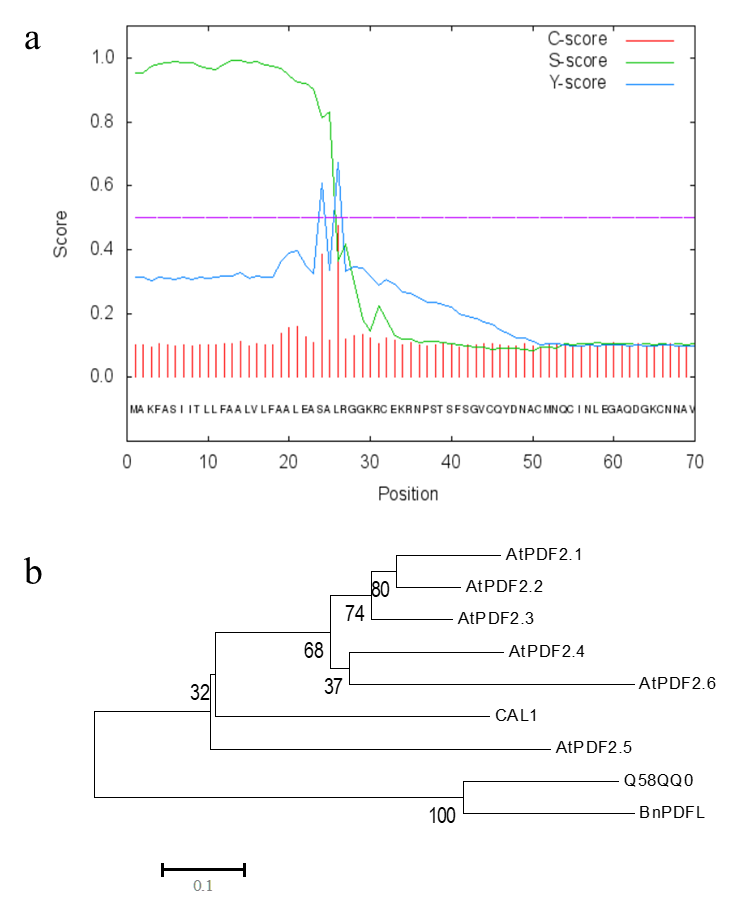 a
C-score
S-score
Y-score
1.0
0.8
0.6
0.4
0.2
0.0
Score
MAKFASIITLLFAALVLFAALEASALRGGKRCEKRNPSTSFSGVCQYDNACMNQCINLEGAQDGKCNNAV
0 10 20 30 40 50 60 70
Position
b
AtPDF2.1
80
AtPDF2.2
74
AtPDF2.3
68
AtPDF2.4
37
AtPDF2.6
32
CAL1
AtPDF2.5
Q58QQ0
100
BnPDFL
0.1